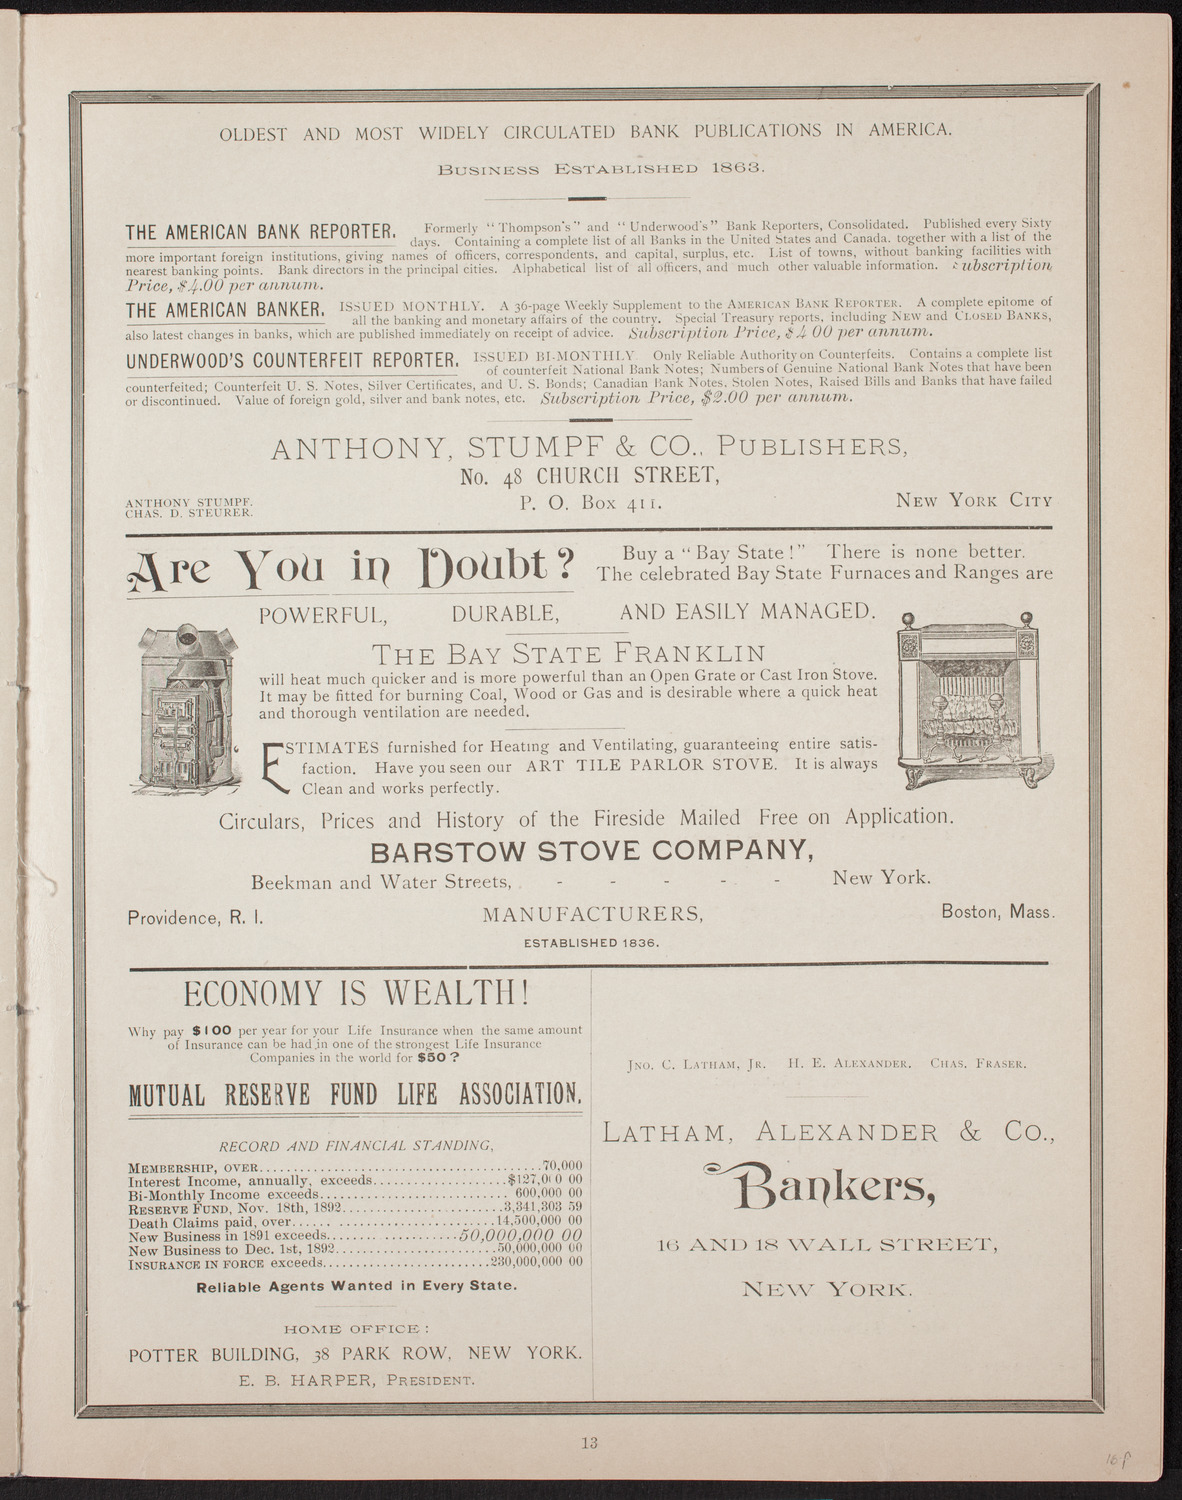 OLDEST AND MOST WIDELY CIRCULATED BANK PUBLICATIONS IN AMERICA.
BUSINESS ESTABLISHED 1863.
THE AMERICAN BANK REPORTER. Formerly "Thompson's" and "Underwood's" Bank Reporters, Consolidated. Published every Sixty
days. Containing a complete list of all Banks in the United States and Canada. together with a list of the
more important foreign institutions, giving names of officers, correspondents, and capital, surplus, etc. List of towns, without banking facilities with
nearest banking points. Bank directors in the principal cities. Alphabetical list of all officers, and much other valuable information. ubscription
Price, $4.00 per annum.
THE AMERICAN BANKER. ISSUED MONTHLY. A 36-page Weekly Supplement to the AMERICAN BANK REPORTER. A complete epitome of
all the banking and monetary affairs of the country. Special Treasury reports, including NEW and CLOSED BANKS,
also latest changes in banks, which are published immediately on receipt of advice. Subscription Price, $4 00 per annum.
UNDERWOOD'S COUNTERFEIT REPORTER. ISSUED BI-MONTHLY Only Reliable Authority on Counterfeits. Contains a complete list
of counterfeit National Bank Notes; Numbers of Genuine National Bank Notes that have been
counterfeited; Counterfeit U. S. Notes, Silver Certificates, and U. S. Bonds; Canadian Bank Notes. Stolen Notes, Raised Bills and Banks that have failed
or discontinued. Value of foreign gold, silver and bank notes, etc. Subscription Price, $2.00 per annum.
ANTHONY, STUMPF & CO., PUBLISHERS,
No. 48 CHURCH STREET,
ANTHONY STUMPF.
CHAS. D. STEURER.
P. O. Box 411.
NEW YORK CITY
Are You in Doubt?
Buy a "Bay State!" There is none better.
The celebrated Bay State Furnaces and Ranges are
POWERFUL, DURABLE, AND EASILY MANAGED.
THE BAY STATE FRANKLIN
will heat much quicker and is more powerful than an Open Grate or Cast Iron Stove.
It may be fitted for burning Coal, Wood or Gas and is desirable where a quick heat
and thorough ventilation are needed.
ESTIMATES furnished for Heating and Ventilating, guaranteeing entire satis-
faction. Have you seen our ART TILE PARLOR STOVE. It is always
Clean and works perfectly.
Circulars, Prices and History of the Fireside Mailed Free on Application.
BARSTOW STOVE COMPANY,
Beekman and Water Streets, - - - - - New York.
Providence, R. I. MANUFACTURERS, Boston, Mass.
ESTABLISHED 1836.
ECONOMY IS WEALTH!
Why pay $100 per year for your Life Insurance when the same amount
of Insurance can be had in one of the strongest Life Insurance
Companies in the world for $50?
MUTUAL RESERVE FUND LIFE ASSOCIATION.
RECORD AND FINANCIAL STANDING,
MEMBERSHIP, OVER........70,000
Interest Income, annually, exceeds........$127,000 00
Bi-Monthly Income exceeds........600,000 00
RESERVE FUND, Nov. 18th, 1892........3,341,303 59
Death Claims paid, over........14,500,000 00
New Business in 1891 exceeds........50,000,000 00
New Business to Dec. 1st, 1892........50,000,000 00
INSURANCE IN FORCE exceeds........230,000,000 00
Reliable Agents Wanted in Every State.
HOME OFFICE:
POTTER BUILDING, 38 PARK ROW, NEW YORK.
E. B. HARPER, PRESIDENT.
JNO. C. LATHAM, JR. H. E. ALEXANDER. CHAS. FRASER.
LATHAM, ALEXANDER & CO.,
Bankers,
16 AND 18 WALL STREET,
NEW YORK.
13